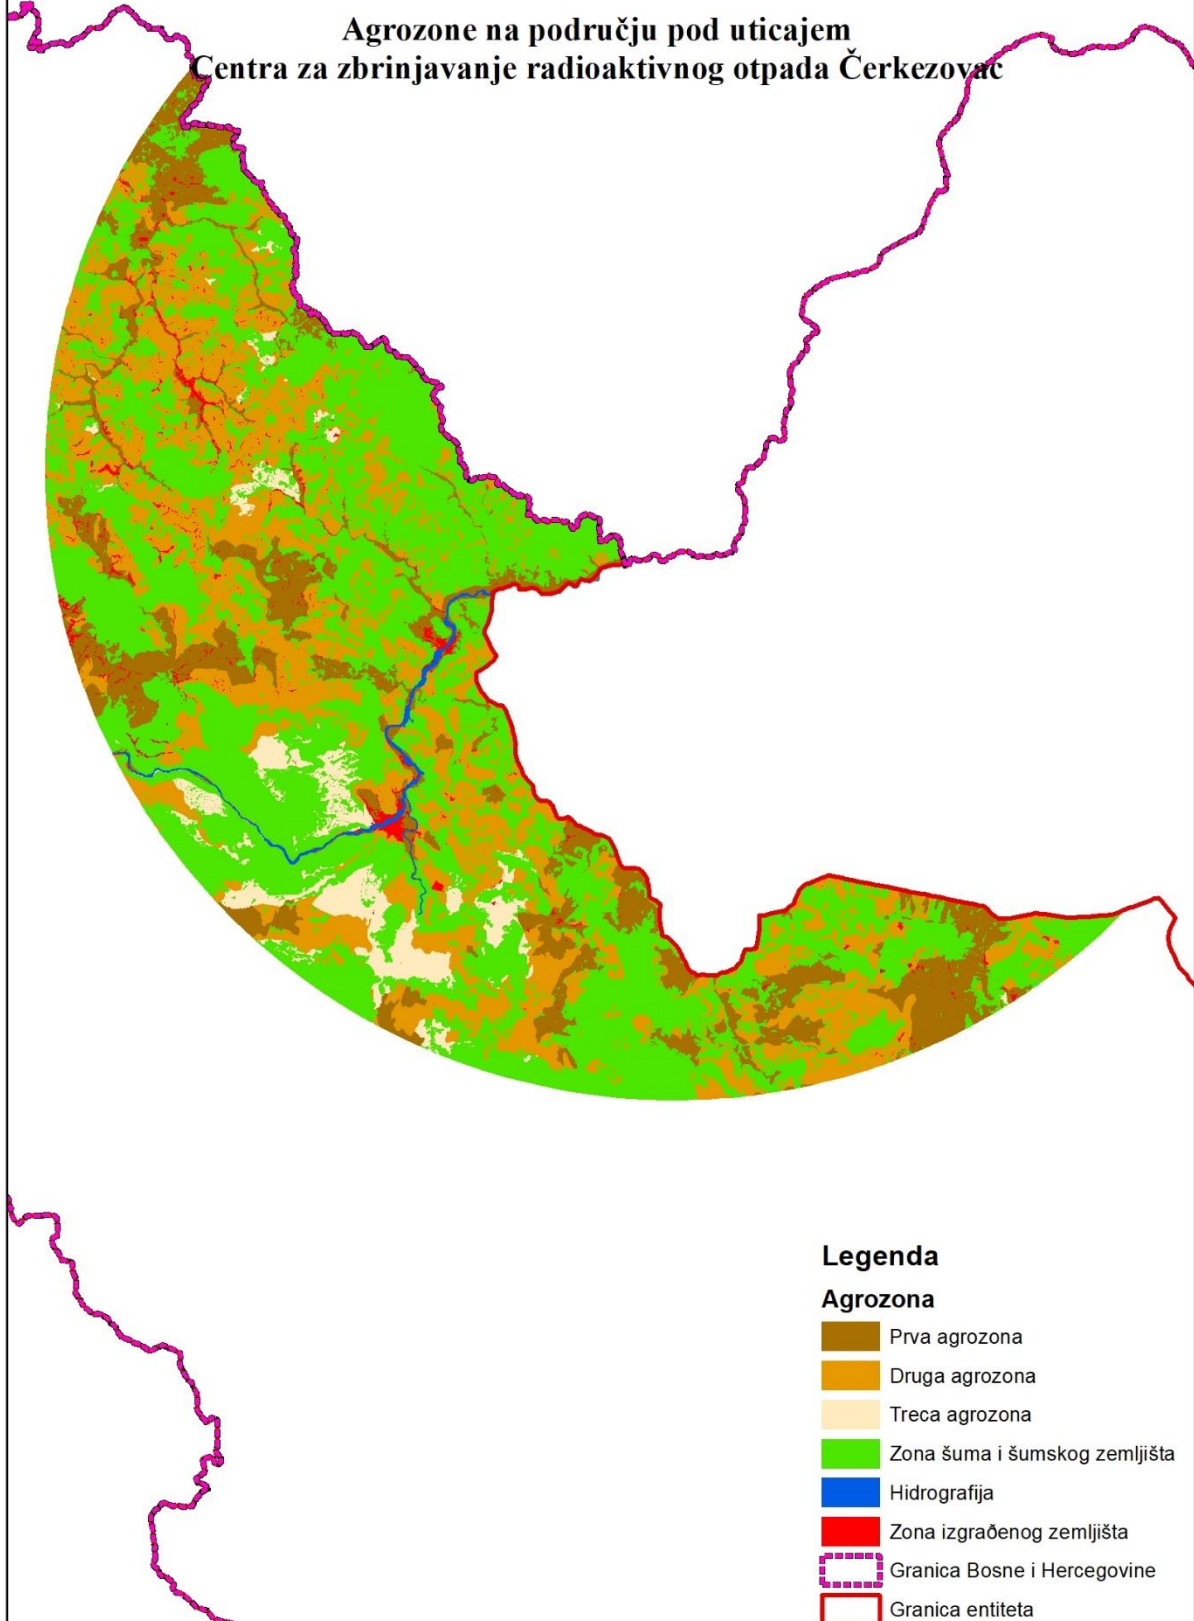 Agrozone na području pod uticajem
Centra za zbrinjavanje radioaktivnog otpada Čerkezovac
Legenda
Agrozona
Prva agrozona
Druga agrozona
Treca agrozona
Zona šuma i šumskog zemljišta
Hidrografija
Zona izgrađenog zemljišta
Granica Bosne i Hercegovine
Granica entiteta